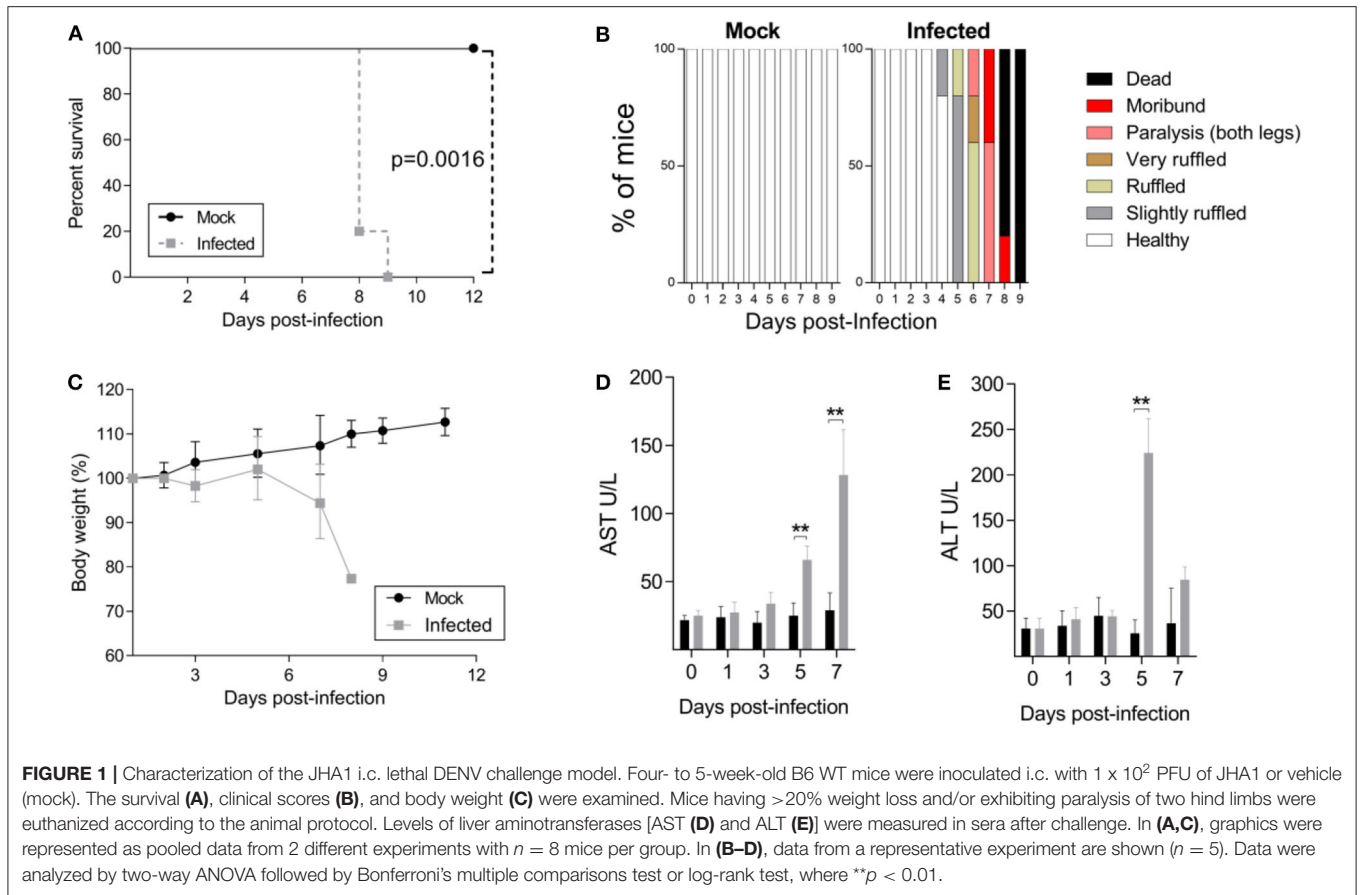 A
100
80
60
40
20
0
Percent survival
p=0.0016
Mock
Infected
2 4 6 8 10 12
Days post-infection
B
Mock Infected
100 100
50 50
0 0
% of mice
0 1 2 3 4 5 6 7 8 9 0 1 2 3 4 5 6 7 8 9
Days post-Infection
Dead
Moribund
Paralysis (both legs)
Very ruffled
Ruffled
Slightly ruffled
Healthy
C
120
110
100
90
80
70
60
Body weight (%)
Mock
Infected
3 6 9 12
Days post-infection
D
200
150
100
50
AST U/L
**
**
0 1 3 5 7
Days post-infection
E
300
250
200
150
100
50
ALT U/L
**
0 1 3 5 7
Days post-infection
FIGURE 1 | Characterization of the JHA1 i.c. lethal DENV challenge model. Four- to 5-week-old B6 WT mice were inoculated i.c. with 1 x 10² PFU of JHA1 or vehicle
(mock). The survival (A), clinical scores (B), and body weight (C) were examined. Mice having >20% weight loss and/or exhibiting paralysis of two hind limbs were
euthanized according to the animal protocol. Levels of liver aminotransferases [AST (D) and ALT (E)] were measured in sera after challenge. In (A,C), graphics were
represented as pooled data from 2 different experiments with n = 8 mice per group. In (B–D), data from a representative experiment are shown (n = 5). Data were
analyzed by two-way ANOVA followed by Bonferroni's multiple comparisons test or log-rank test, where **p < 0.01.